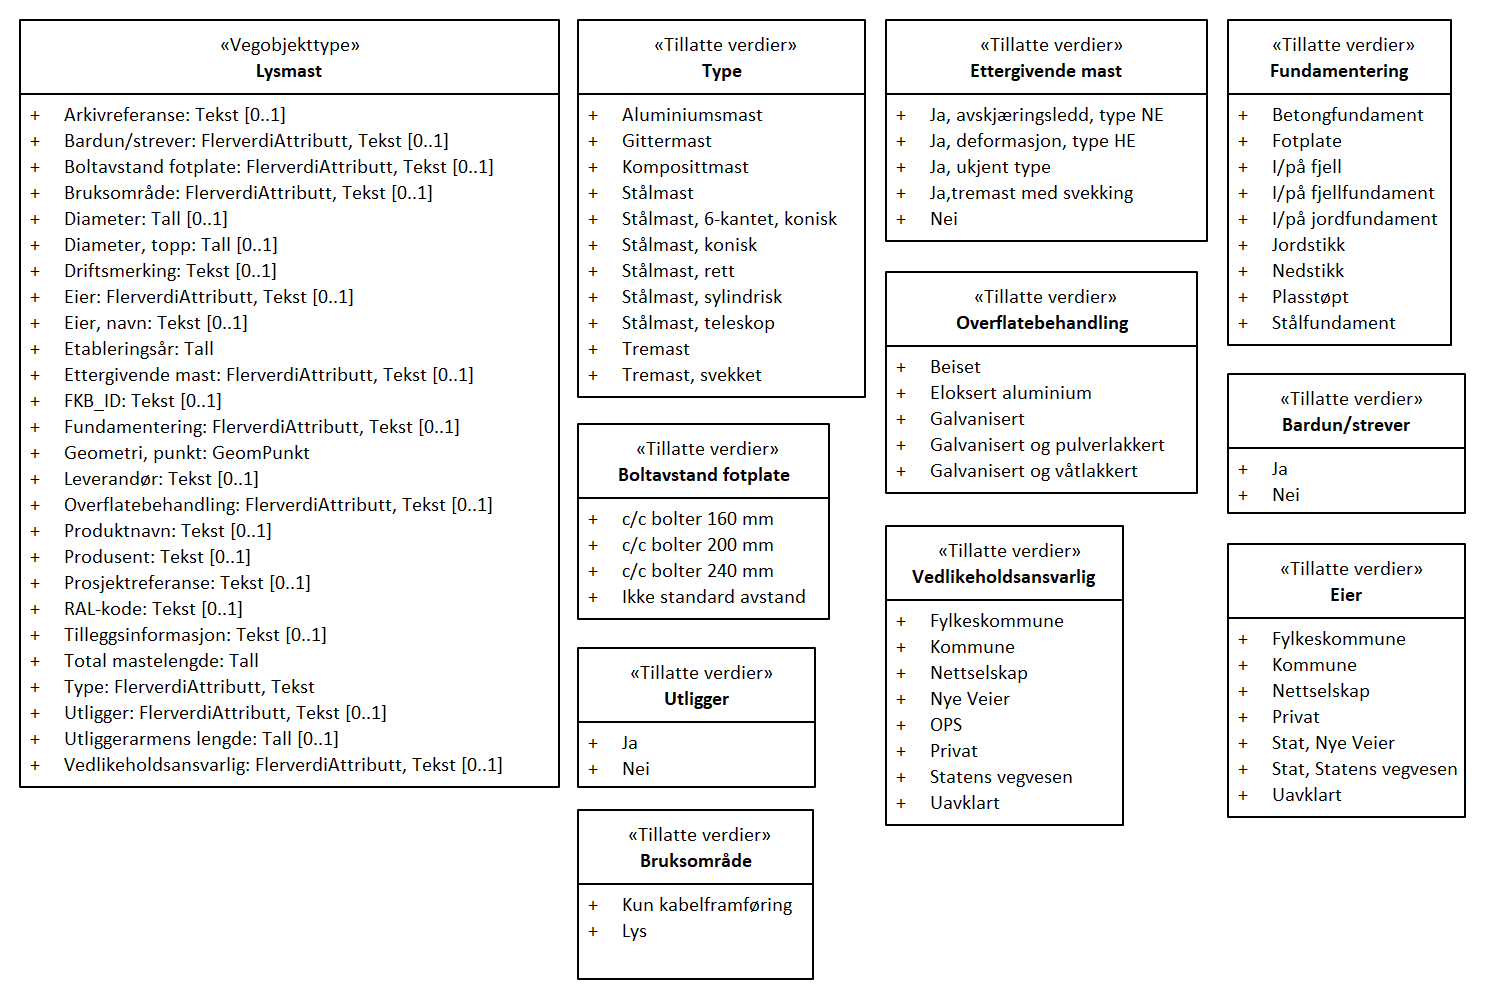 «Vegobjekttype»
Lysmast
+ Arkivreferanse: Tekst [0..1]
+ Bardun/strever: FlerverdiAttributt, Tekst [0..1]
+ Boltavstand fotplate: FlerverdiAttributt, Tekst [0..1]
+ Bruksområde: FlerverdiAttributt, Tekst [0..1]
+ Diameter: Tall [0..1]
+ Diameter, topp: Tall [0..1]
+ Driftsmerking: Tekst [0..1]
+ Eier: FlerverdiAttributt, Tekst [0..1]
+ Eier, navn: Tekst [0..1]
+ Etableringsår: Tall
+ Ettergivende mast: FlerverdiAttributt, Tekst [0..1]
+ FKB_ID: Tekst [0..1]
+ Fundamentering: FlerverdiAttributt, Tekst [0..1]
+ Geometri, punkt: GeomPunkt
+ Leverandør: Tekst [0..1]
+ Overflatebehandling: FlerverdiAttributt, Tekst [0..1]
+ Produktnavn: Tekst [0..1]
+ Produsent: Tekst [0..1]
+ Prosjektreferanse: Tekst [0..1]
+ RAL-kode: Tekst [0..1]
+ Tilleggsinformasjon: Tekst [0..1]
+ Total mastelengde: Tall
+ Type: FlerverdiAttributt, Tekst
+ Utligger: FlerverdiAttributt, Tekst [0..1]
+ Utliggerarmens lengde: Tall [0..1]
+ Vedlikeholdsansvarlig: FlerverdiAttributt, Tekst [0..1]
«Tillatte verdier»
Type
+ Aluminiumsmast
+ Gittermast
+ Komposittmast
+ Stålmast
+ Stålmast, 6-kantet, konisk
+ Stålmast, konisk
+ Stålmast, rett
+ Stålmast, sylindrisk
+ Stålmast, teleskop
+ Tremast
+ Tremast, svekket
«Tillatte verdier»
Boltavstand fotplate
+ c/c bolter 160 mm
+ c/c bolter 200 mm
+ c/c bolter 240 mm
+ Ikke standard avstand
«Tillatte verdier»
Utligger
+ Ja
+ Nei
«Tillatte verdier»
Bruksområde
+ Kun kabelframføring
+ Lys
«Tillatte verdier»
Ettergivende mast
+ Ja, avskjæringsledd, type NE
+ Ja, deformasjon, type HE
+ Ja, ukjent type
+ Ja,tremast med svekking
+ Nei
«Tillatte verdier»
Overflatebehandling
+ Beiset
+ Eloksert aluminium
+ Galvanisert
+ Galvanisert og pulverlakkert
+ Galvanisert og våtlakkert
«Tillatte verdier»
Vedlikeholdsansvarlig
+ Fylkeskommune
+ Kommune
+ Nettselskap
+ Nye Veier
+ OPS
+ Privat
+ Statens vegvesen
+ Uavklart
«Tillatte verdier»
Fundamentering
+ Betongfundament
+ Fotplate
+ I/på fjell
+ I/på fjellfundament
+ I/på jordfundament
+ Jordstikk
+ Nedstikk
+ Plasstøpt
+ Stålfundament
«Tillatte verdier»
Bardun/strever
+ Ja
+ Nei
«Tillatte verdier»
Eier
+ Fylkeskommune
+ Kommune
+ Nettselskap
+ Privat
+ Stat, Nye Veier
+ Stat, Statens vegvesen
+ Uavklart